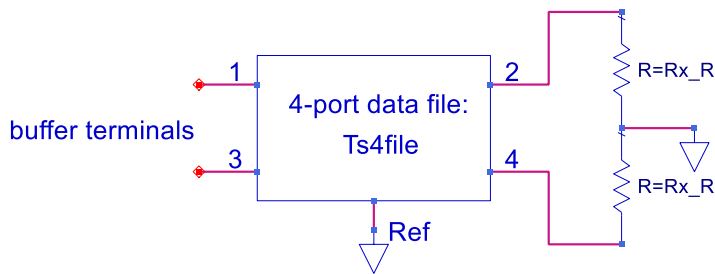 1
2
R=Rx_R
4-port data file:
buffer terminals
Ts4file
3
4
R=Rx_R
Ref